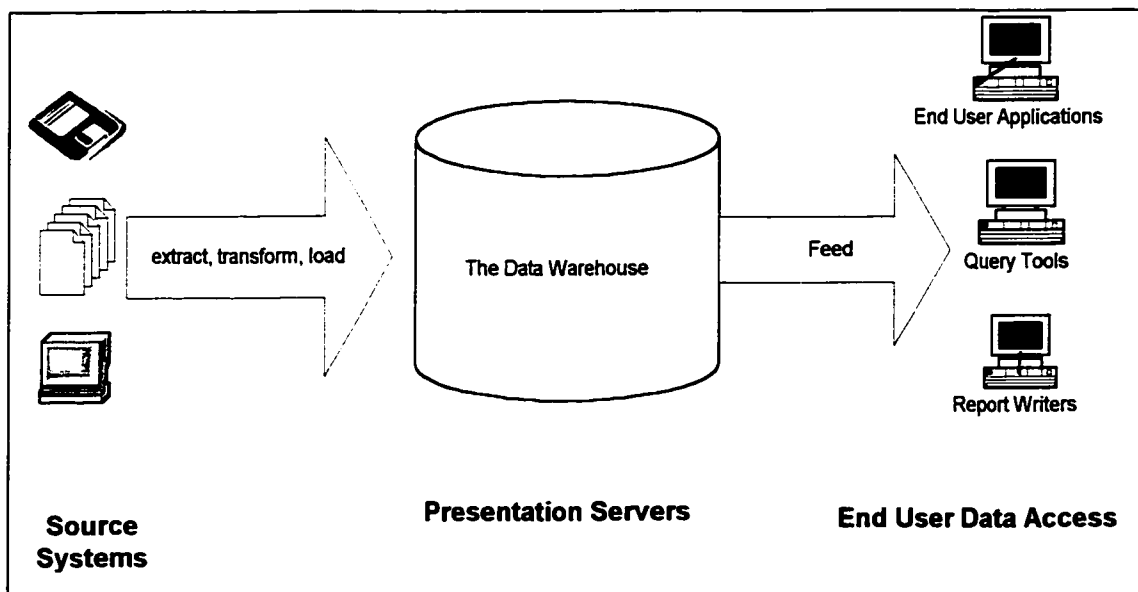 End User Applications
extract, transform, load
The Data Warehouse
Feed
Query Tools
Report Writers
Source
Systems
Presentation Servers
End User Data Access